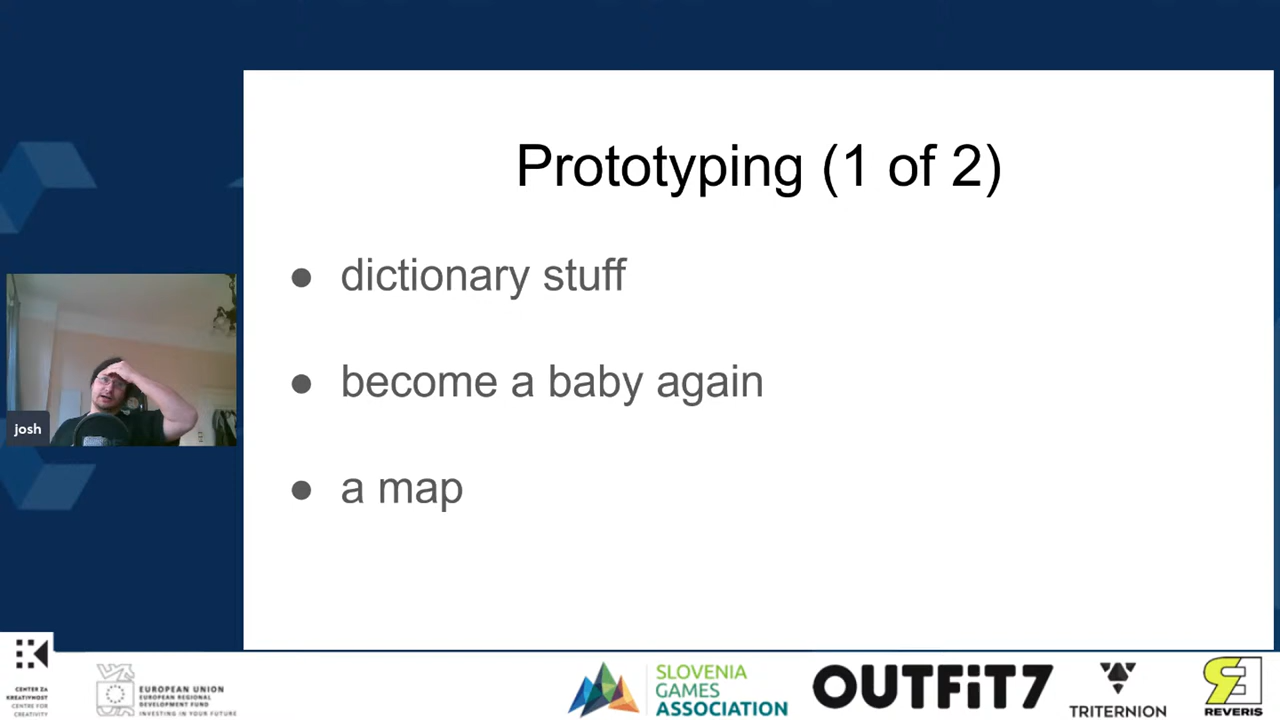 Prototyping (1 of 2)
● dictionary stuff
● become a baby again
● a map
josh
CENTER ZA
KREATIVNOST
CENTRE FOR
CREATIVITY
EUROPEAN UNION
EUROPEAN REGIONAL
DEVELOPMENT FUND
INVESTING IN YOUR FUTURE
SLOVENIA
GAMES
ASSOCIATION
OUTFiT7
TRITERNION
REVERIS